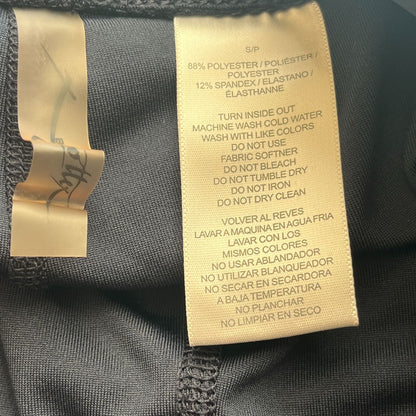 S/P
88% POLYESTER / POLIÉSTER /
POLYESTER
12% SPANDEX / ELASTANO /
ÉLASTHANNE
TURN INSIDE OUT
MACHINE WASH COLD WATER
WASH WITH LIKE COLORS
DO NOT USE
FABRIC SOFTNER
DO NOT BLEACH
DO NOT TUMBLE DRY
DO NOT IRON
DO NOT DRY CLEAN
VOLVER AL REVES
LAVAR A MAQUINA EN AGUA FRIA
LAVAR CON LOS
MISMOS COLORES
NO USAR ABLANDADOR
NO UTILIZAR BLANQUEADOR
NO SECAR EN SECARDORA
A BAJA TEMPERATURA
NO PLANCHAR
NO LIMPIAR EN SECO